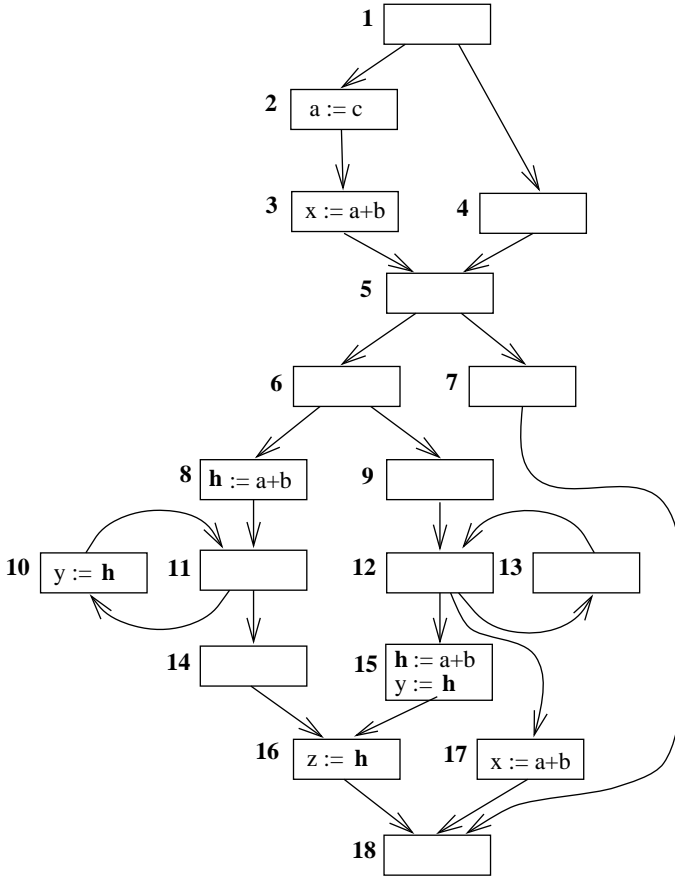 1
2
a := c
3
x := a+b
4
5
6
7
8
h := a+b
9
10
y := h
11
12
13
14
15
h := a+b
y := h
16
z := h
17
x := a+b
18